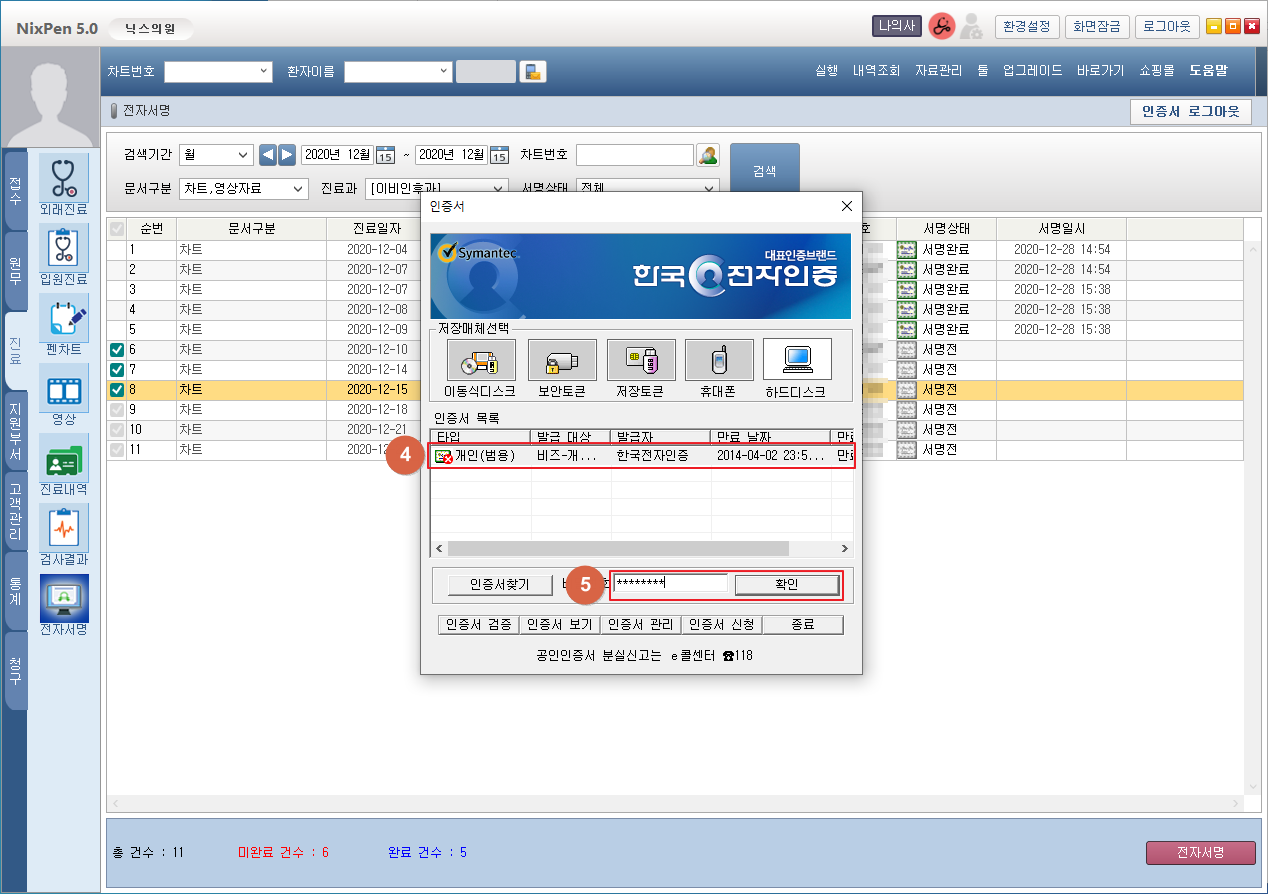 NixPen 5.0 닉스의원 나의사 환경설정 화면잠금 로그아웃
차트번호 환자이름 실행 내역조회 자료관리 툴 업그레이드 바로가기 쇼핑몰 도움말
전자서명 인증서 로그아웃
검색기간 월 2020년 12월 15 ~ 2020년 12월 15 차트번호 검색
문서구분 차트,영상자료 진료과 [이비인후과] 서명상태 전체
접수
원무
진료
지원부서
고객관리
통계
청구
외래진료
입원진료
펜차트
영상
진료내역
검사결과
전자서명
순번 문서구분 진료일자 호 서명상태 서명일시
1 차트 2020-12-04 서명완료 2020-12-28 14:54
2 차트 2020-12-07 서명완료 2020-12-28 14:54
3 차트 2020-12-07 서명완료 2020-12-28 15:38
4 차트 2020-12-08 서명완료 2020-12-28 15:38
5 차트 2020-12-09 서명완료 2020-12-28 15:38
6 차트 2020-12-10 서명전
7 차트 2020-12-14 서명전
8 차트 2020-12-15 서명전
9 차트 2020-12-18 서명전
10 차트 2020-12-21 서명전
11 차트 2020-12- 서명전
인증서
Symantec.
대표인증브랜드
한국전자인증
저장매체선택
이동식디스크 보안토큰 저장토큰 휴대폰 하드디스크
인증서 목록
타입 발급 대상 발급자 만료 날짜 만료
4 개인(범용) 비즈-개... 한국전자인증 2014-04-02 23:5... 만료
인증서찾기 5 ******** 확인
인증서 검증 인증서 보기 인증서 관리 인증서 신청 종료
공인인증서 분실신고는 e콜센터 ☎118
총 건수 : 11 미완료 건수 : 6 완료 건수 : 5 전자서명